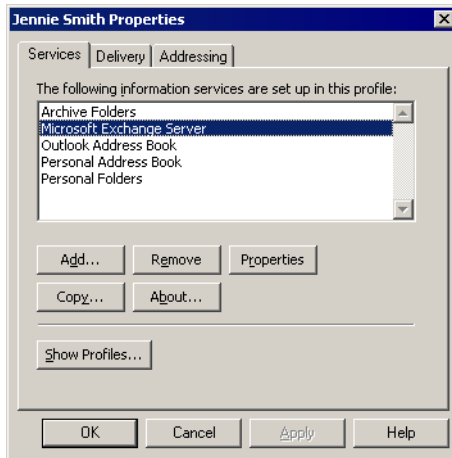 Jennie Smith Properties
Services Delivery Addressing
The following information services are set up in this profile:
Archive Folders
Microsoft Exchange Server
Outlook Address Book
Personal Address Book
Personal Folders
Add... Remove Properties
Copy... About...
Show Profiles...
OK Cancel Apply Help